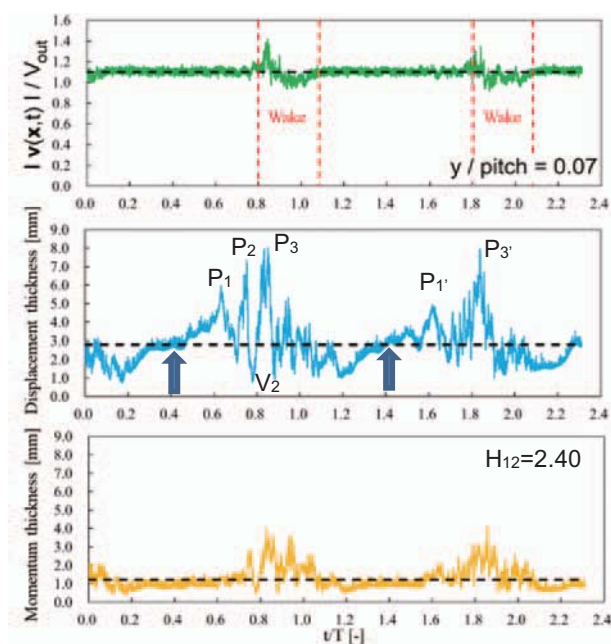 | v(x,t) | / Vout
1.6
1.4
1.2
1.0
0.8
0.6
0.4
0.2
0.0
Wake
Wake
y / pitch = 0.07
0.0 0.2 0.4 0.6 0.8 1.0 1.2 1.4 1.6 1.8 2.0 2.2 2.4
Displacement thickness [mm]
9.0
8.0
7.0
6.0
5.0
4.0
3.0
2.0
1.0
0.0
P1
P2
P3
V2
P1'
P3'
0.0 0.2 0.4 0.6 0.8 1.0 1.2 1.4 1.6 1.8 2.0 2.2 2.4
Momentum thickness [mm]
9.0
8.0
7.0
6.0
5.0
4.0
3.0
2.0
1.0
0.0
H12=2.40
0.0 0.2 0.4 0.6 0.8 1.0 1.2 1.4 1.6 1.8 2.0 2.2 2.4
t/T [-]